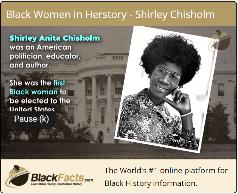 Black Women in Herstory - Shirley Chisholm
Shirley Anita Chisholm
was an American
politician, educator,
and author.
She was the first
Black woman to
be elected to the
United States
Pause (k)
BlackFacts.com
The World's #1 online platform for
Black History information.